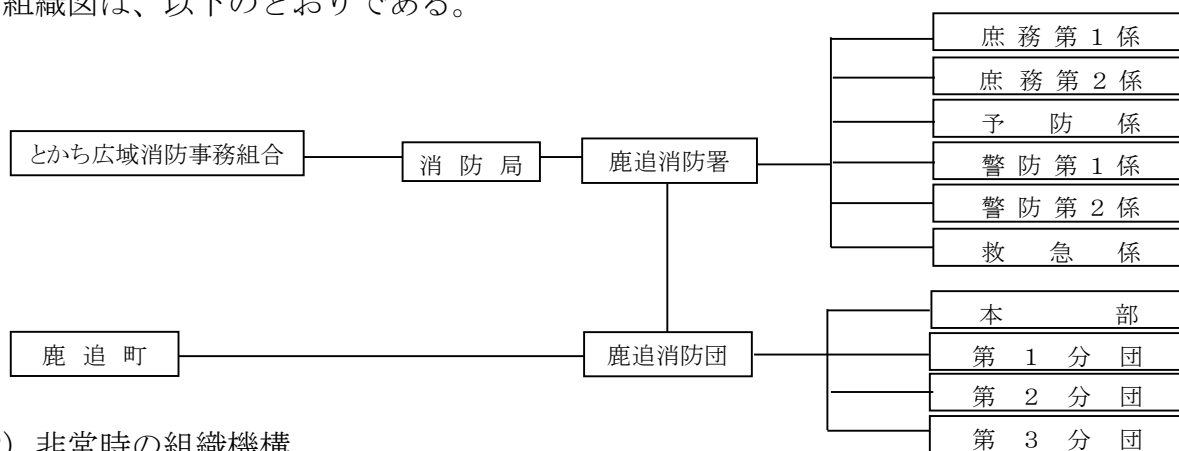 組織図は、以下のとおりである。
庶務第1係
庶務第2係
予防係
とかち広域消防事務組合
消防局
鹿追消防署
警防第1係
警防第2係
救急係
本部
鹿追町
鹿追消防団
第1分団
第2分団
第3分団
)非常時の組織機構